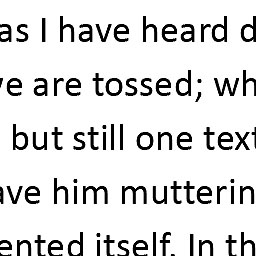 as I have heard d
ve are tossed; wh
but still one text
ave him mutterin
ented itself. In th